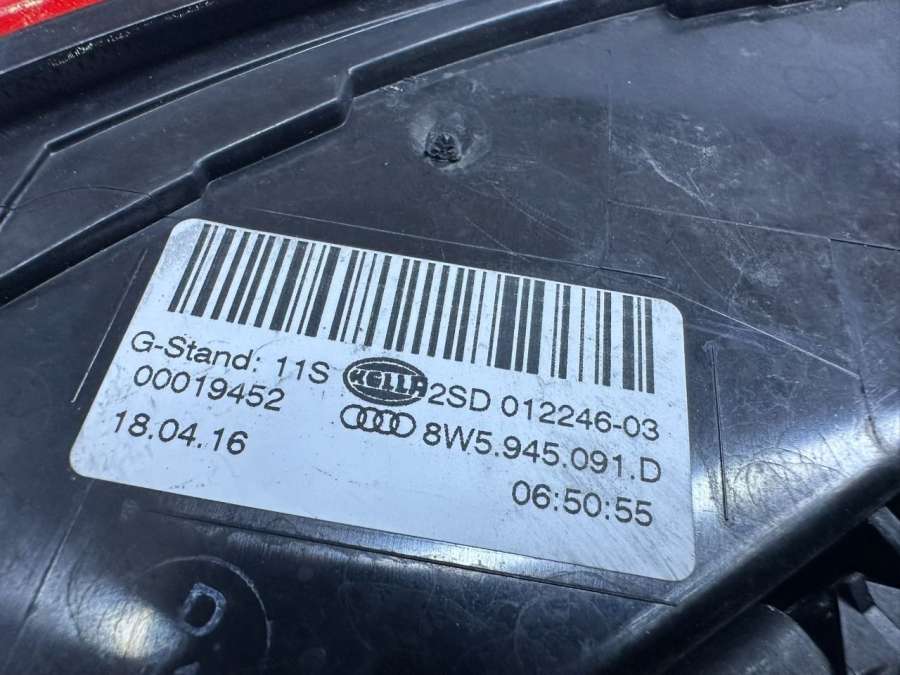 G-Stand: 11S HELLA 2SD 012246-03
00019452 8W5.945.091.D
18.04.16 06:50:55
D